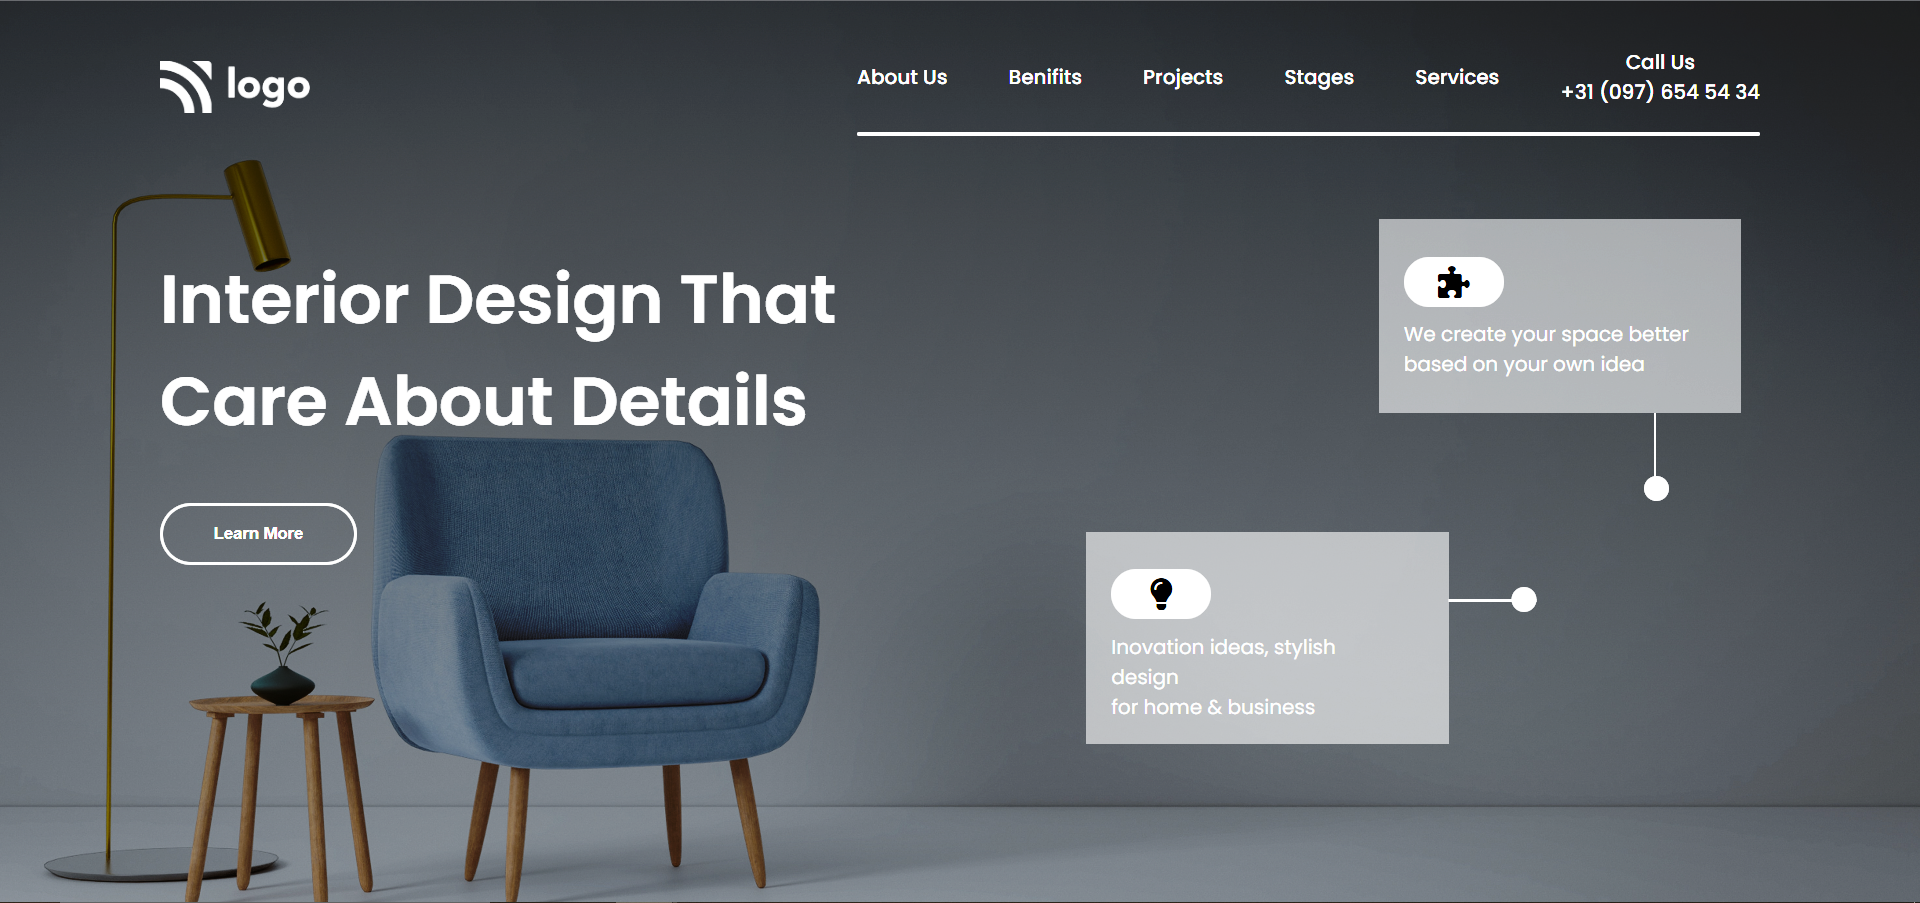 logo
About Us
Benifits
Projects
Stages
Services
Call Us
+31 (097) 654 54 34
Interior Design That
Care About Details
Learn More
We create your space better
based on your own idea
Inovation ideas, stylish
design
for home & business